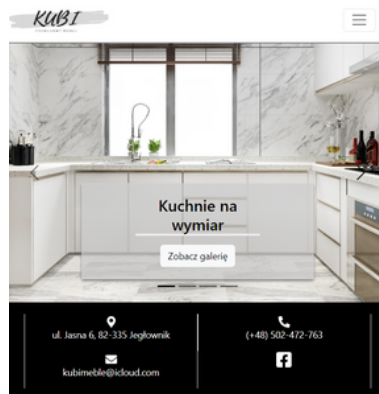 KUBI
Kuchnie na
wymiar
Zobacz galerię
ul. Jasna 6, 82-335 Jegłownik
(+48) 502-472-763
kubimeble@icloud.com